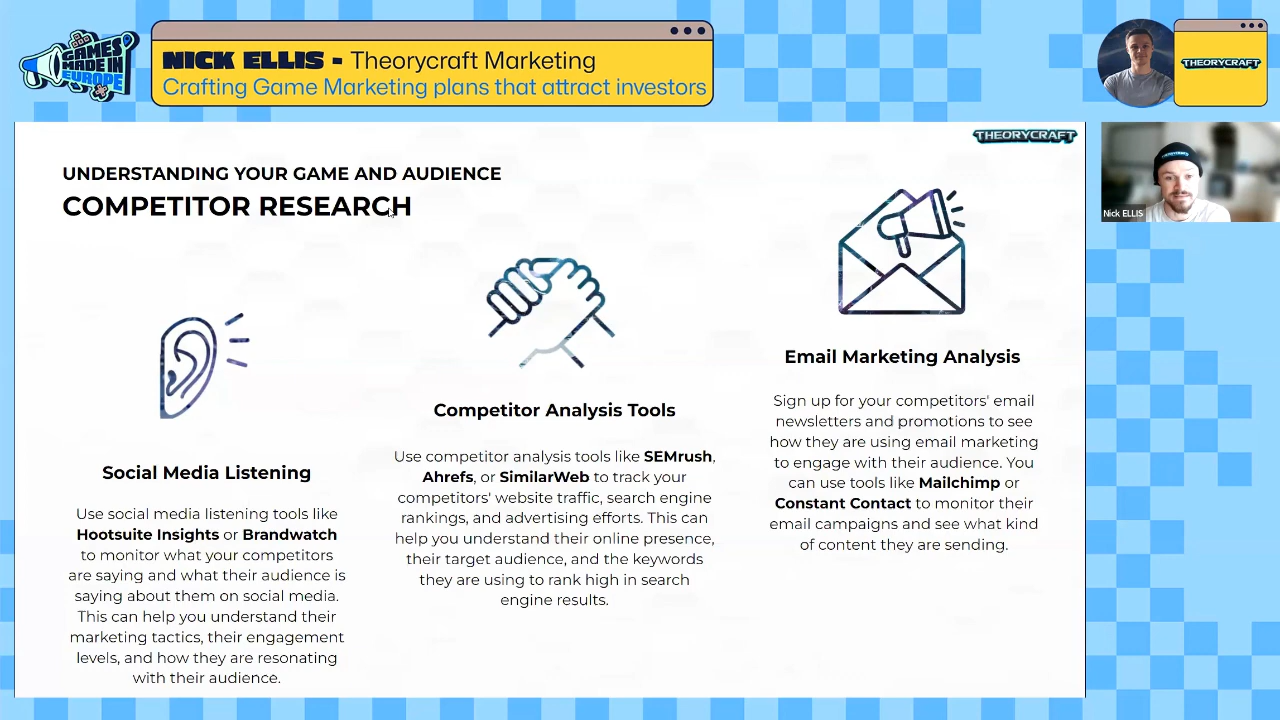 GAMES
MADE IN
EUROPE
NICK ELLIS - Theorycraft Marketing
Crafting Game Marketing plans that attract investors
THEORYCRAFT
THEORYCRAFT
Nick ELLIS
UNDERSTANDING YOUR GAME AND AUDIENCE
COMPETITOR RESEARCH
Social Media Listening
Use social media listening tools like
Hootsuite Insights or Brandwatch
to monitor what your competitors
are saying and what their audience is
saying about them on social media.
This can help you understand their
marketing tactics, their engagement
levels, and how they are resonating
with their audience.
Competitor Analysis Tools
Use competitor analysis tools like SEMrush,
Ahrefs, or SimilarWeb to track your
competitors' website traffic, search engine
rankings, and advertising efforts. This can
help you understand their online presence,
their target audience, and the keywords
they are using to rank high in search
engine results.
Email Marketing Analysis
Sign up for your competitors' email
newsletters and promotions to see
how they are using email marketing
to engage with their audience. You
can use tools like Mailchimp or
Constant Contact to monitor their
email campaigns and see what kind
of content they are sending.